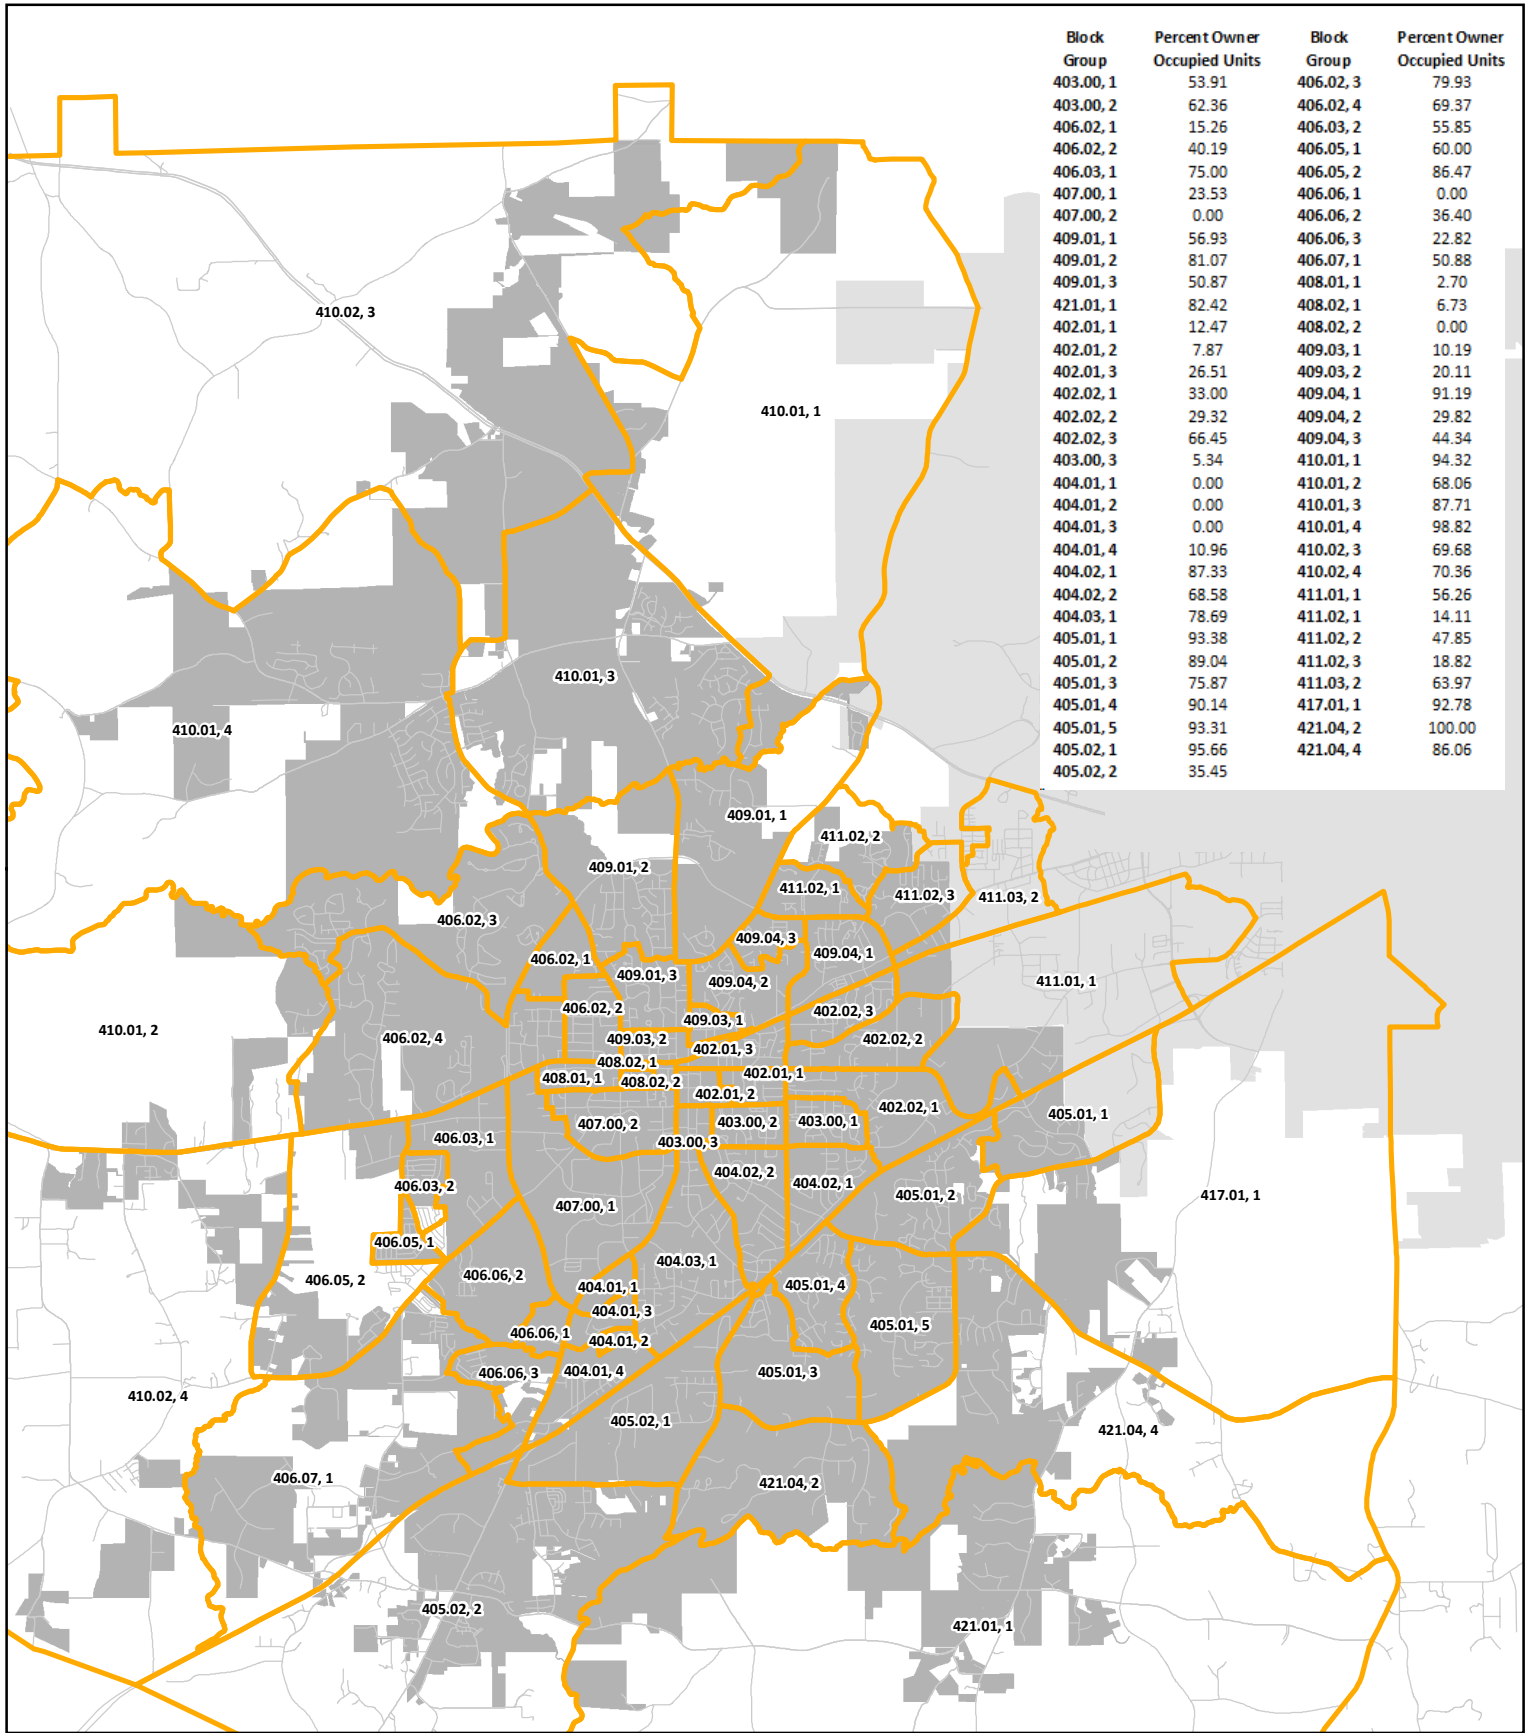 Block Percent Owner Block Percent Owner
Group Occupied Units Group Occupied Units
403.00, 1 53.91 406.02, 3 79.93
403.00, 2 62.36 406.02, 4 69.37
406.02, 1 15.26 406.03, 2 55.85
406.02, 2 40.19 406.05, 1 60.00
406.03, 1 75.00 406.05, 2 86.47
407.00, 1 23.53 406.06, 1 0.00
407.00, 2 0.00 406.06, 2 36.40
409.01, 1 56.93 406.06, 3 22.82
409.01, 2 81.07 406.07, 1 50.88
409.01, 3 50.87 408.01, 1 2.70
421.01, 1 82.42 408.02, 1 6.73
402.01, 1 12.47 408.02, 2 0.00
402.01, 2 7.87 409.03, 1 10.19
402.01, 3 26.51 409.03, 2 20.11
402.02, 1 33.00 409.04, 1 91.19
402.02, 2 29.32 409.04, 2 29.82
402.02, 3 66.45 409.04, 3 44.34
403.00, 3 5.34 410.01, 1 94.32
404.01, 1 0.00 410.01, 2 68.06
404.01, 2 0.00 410.01, 3 87.71
404.01, 3 0.00 410.01, 4 98.82
404.01, 4 10.96 410.02, 3 69.68
404.02, 1 87.33 410.02, 4 70.36
404.02, 2 68.58 411.01, 1 56.26
404.03, 1 78.69 411.02, 1 14.11
405.01, 1 93.38 411.02, 2 47.85
405.01, 2 89.04 411.02, 3 18.82
405.01, 3 75.87 411.03, 2 63.97
405.01, 4 90.14 417.01, 1 92.78
405.01, 5 93.31 421.04, 2 100.00
405.02, 1 95.66 421.04, 4 86.06
405.02, 2 35.45
410.02, 3
410.01, 1
410.01, 3
410.01, 4
409.01, 1
411.02, 2
409.01, 2
411.02, 1
411.02, 3
411.03, 2
406.02, 3
409.04, 3
409.04, 1
406.02, 1
409.01, 3
409.04, 2
411.01, 1
406.02, 2
402.02, 3
409.03, 1
410.01, 2
406.02, 4
409.03, 2
402.02, 2
402.01, 3
408.02, 1
402.01, 1
408.01, 1
408.02, 2
402.01, 2
402.02, 1
405.01, 1
407.00, 2
403.00, 2
403.00, 1
406.03, 1
403.00, 3
404.02, 2
404.02, 1
406.03, 2
405.01, 2
417.01, 1
407.00, 1
406.05, 1
404.03, 1
406.06, 2
406.05, 2
404.01, 1
405.01, 4
404.01, 3
405.01, 5
406.06, 1
404.01, 2
406.06, 3
404.01, 4
405.01, 3
410.02, 4
405.02, 1
421.04, 4
406.07, 1
421.04, 2
405.02, 2
421.01, 1